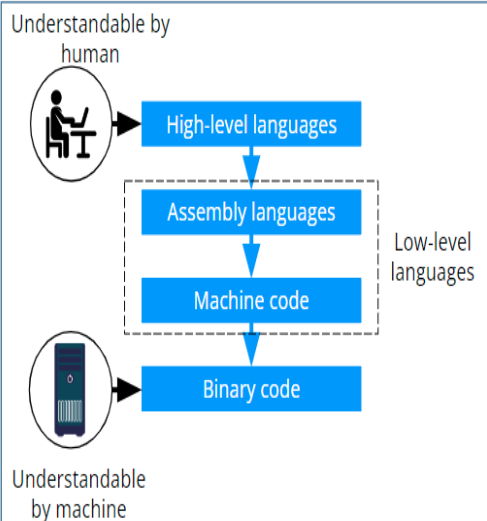 Understandable by
human
High-level languages
Assembly languages
Low-level
languages
Machine code
Binary code
Understandable
by machine